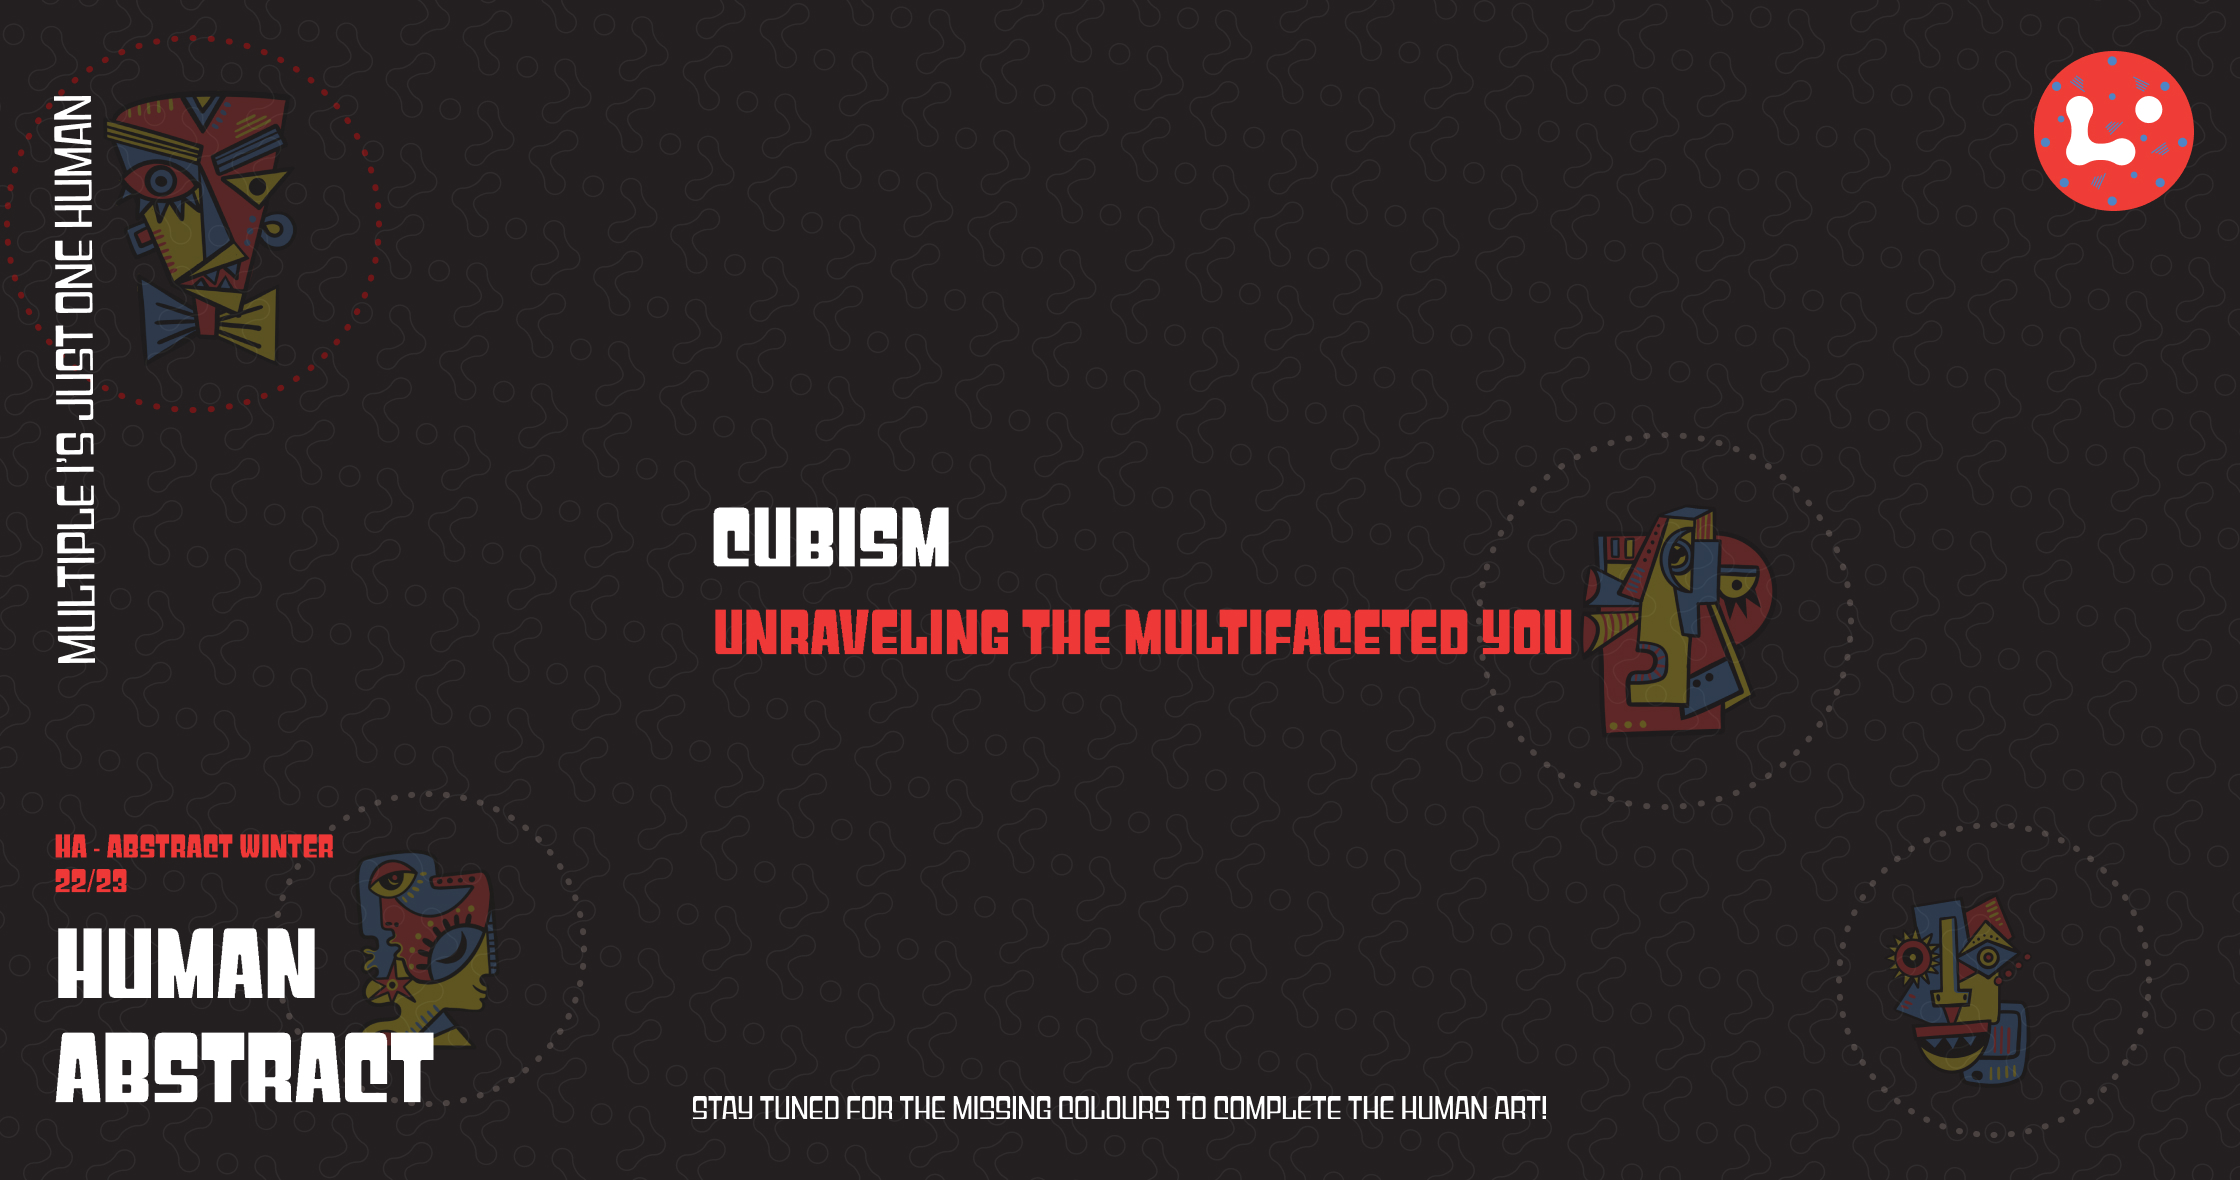 MULTIPLE I'S JUST ONE HUMAN
CUBISM
UNRAVELING THE MULTIFACETED YOU
HA - ABSTRACT WINTER
22/23
HUMAN
ABSTRACT
STAY TUNED FOR THE MISSING COLOURS TO COMPLETE THE HUMAN ART!